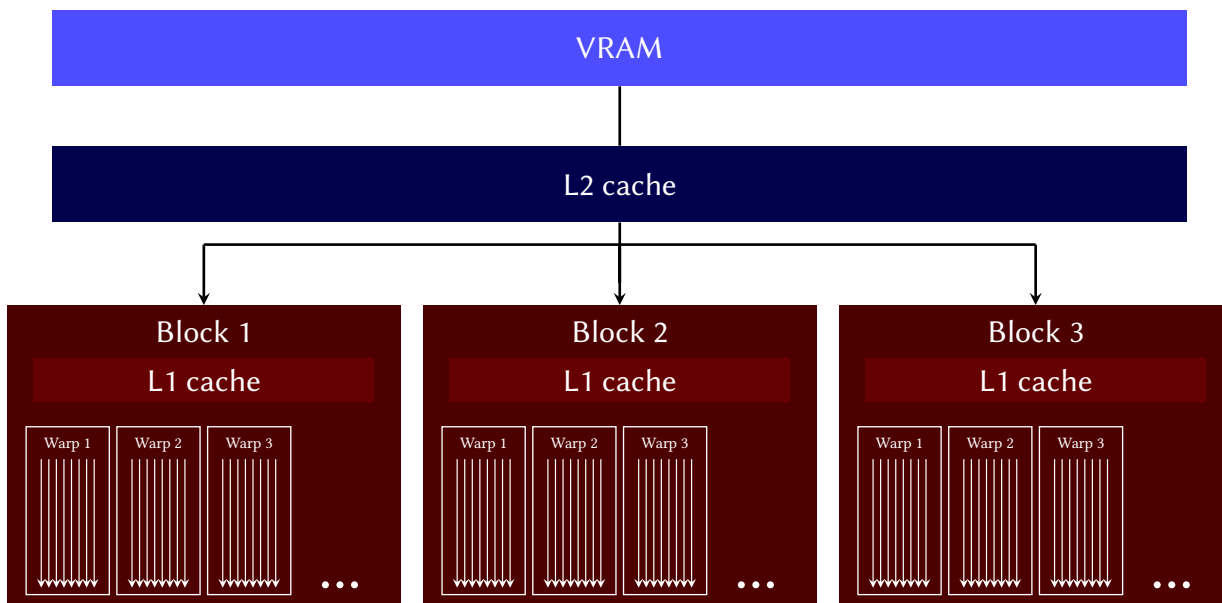 VRAM
L2 cache
Block 1
L1 cache
Warp 1 Warp 2 Warp 3
...
Block 2
L1 cache
Warp 1 Warp 2 Warp 3
...
Block 3
L1 cache
Warp 1 Warp 2 Warp 3
...